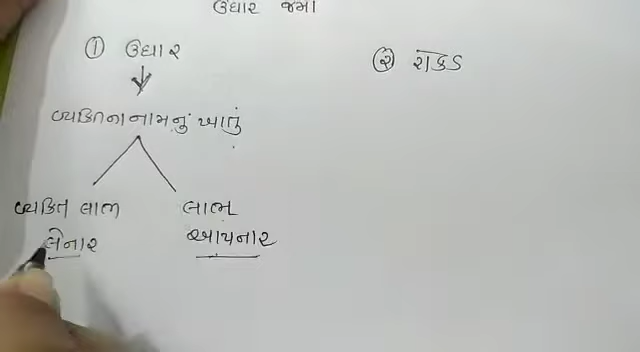 ઉધાર જમા
① ઉધાર
② રોકડ
વ્યક્તિના નામનું ખાતું
વ્યક્તિ લાભ
લેનાર
લાભ
આપનાર